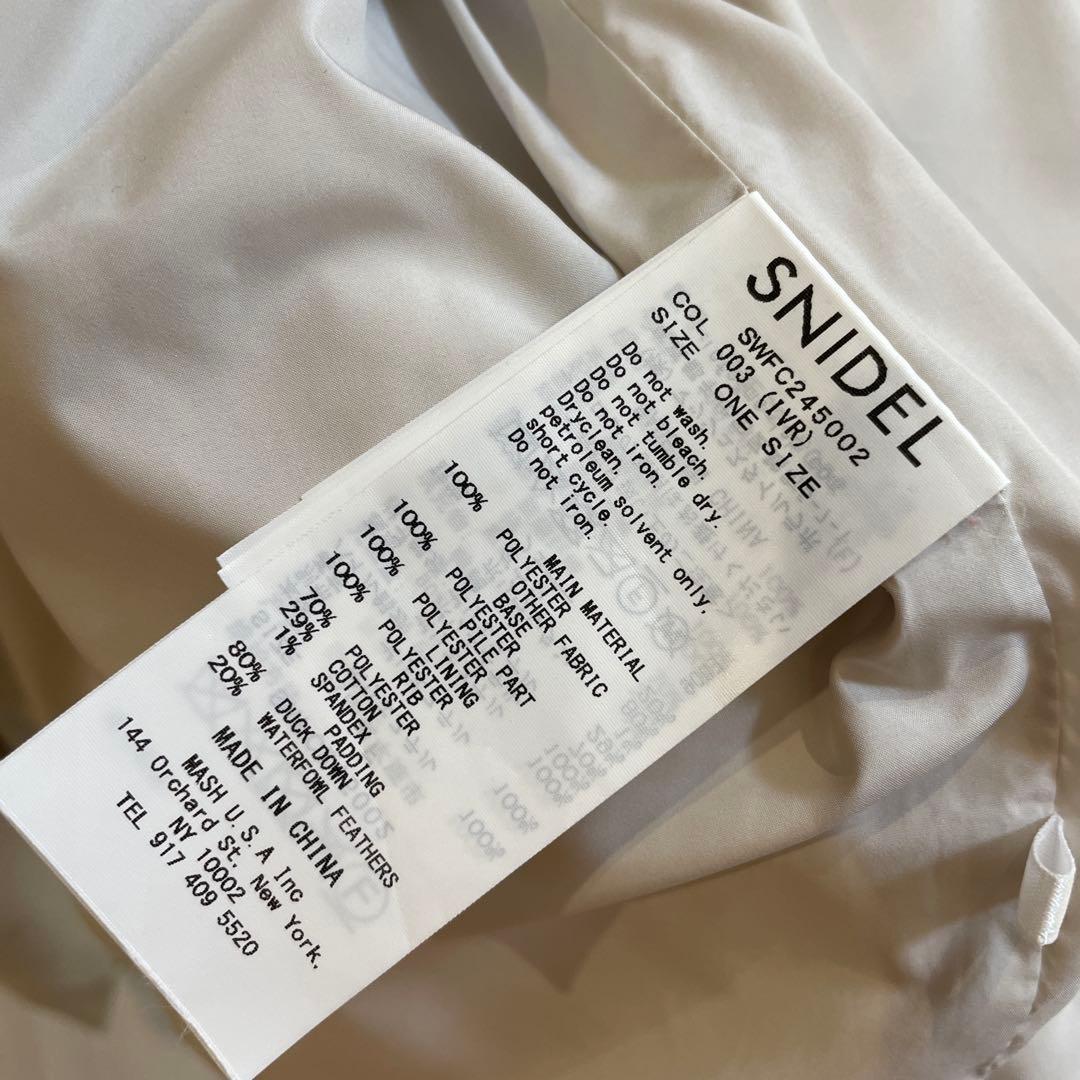 SNIDEL
SWFC245002
COL 003 (IVR)
SIZE ONE SIZE
Do not wash.
Do not bleach.
Do not tumble dry.
Do not iron.
Dryclean.
petroleum solvent only.
short cycle.
Do not iron.
MAIN MATERIAL
100% POLYESTER
OTHER FABRIC
BASE
100% POLYESTER
PILE PART
100% POLYESTER
LINING
100% POLYESTER
RIB
70% POLYESTER
29% COTTON
1% SPANDEX
PADDING
80% DUCK DOWN
20% WATERFOWL FEATHERS
MADE IN CHINA
MASH U.S.A Inc
144 Orchard St, New York,
NY 10002
TEL 917 409 5520